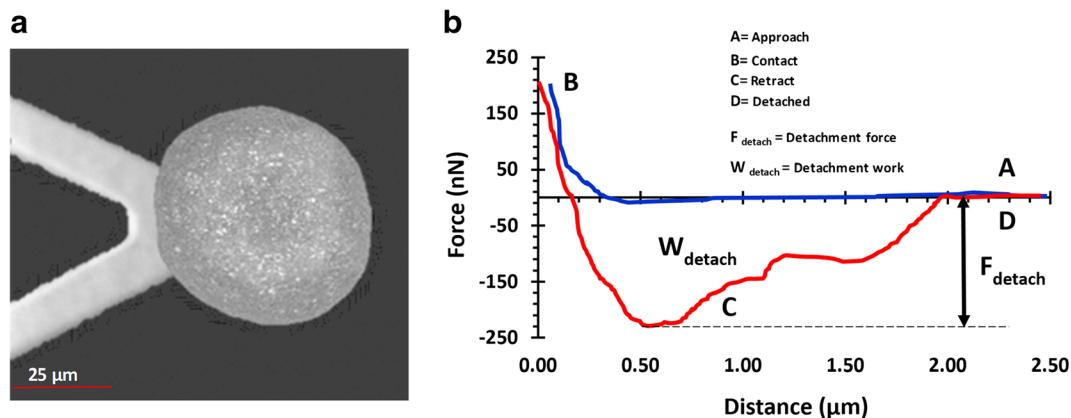 a
25 µm
b
A= Approach
B= Contact
C= Retract
D= Detached
F detach = Detachment force
W detach = Detachment work
250
150
50
-50
-150
-250
Force (nN)
B
A
D
W detach
C
F detach
0.00 0.50 1.00 1.50 2.00 2.50
Distance (µm)